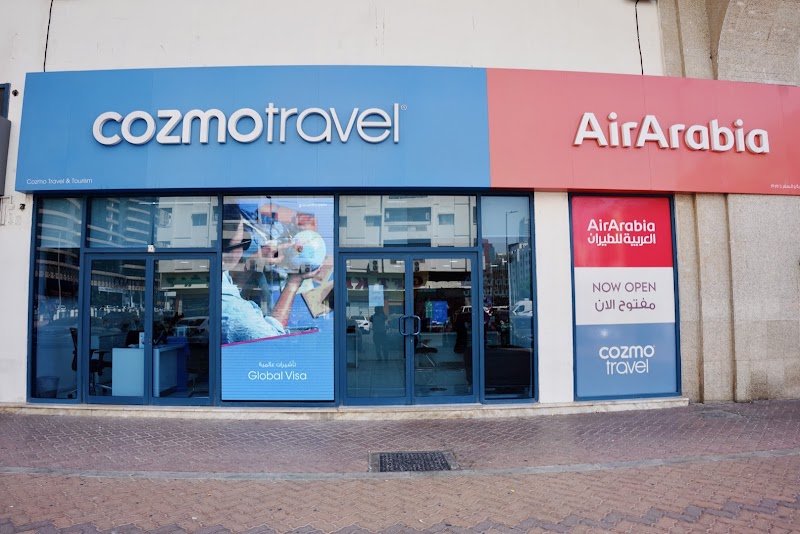 cozmotravel®
Cozmo Travel & Tourism
AirArabia
تأشيرات عالمية
Global Visa
AirArabia
العربية للطيران
NOW OPEN
مفتوح الان
cozmo
travel